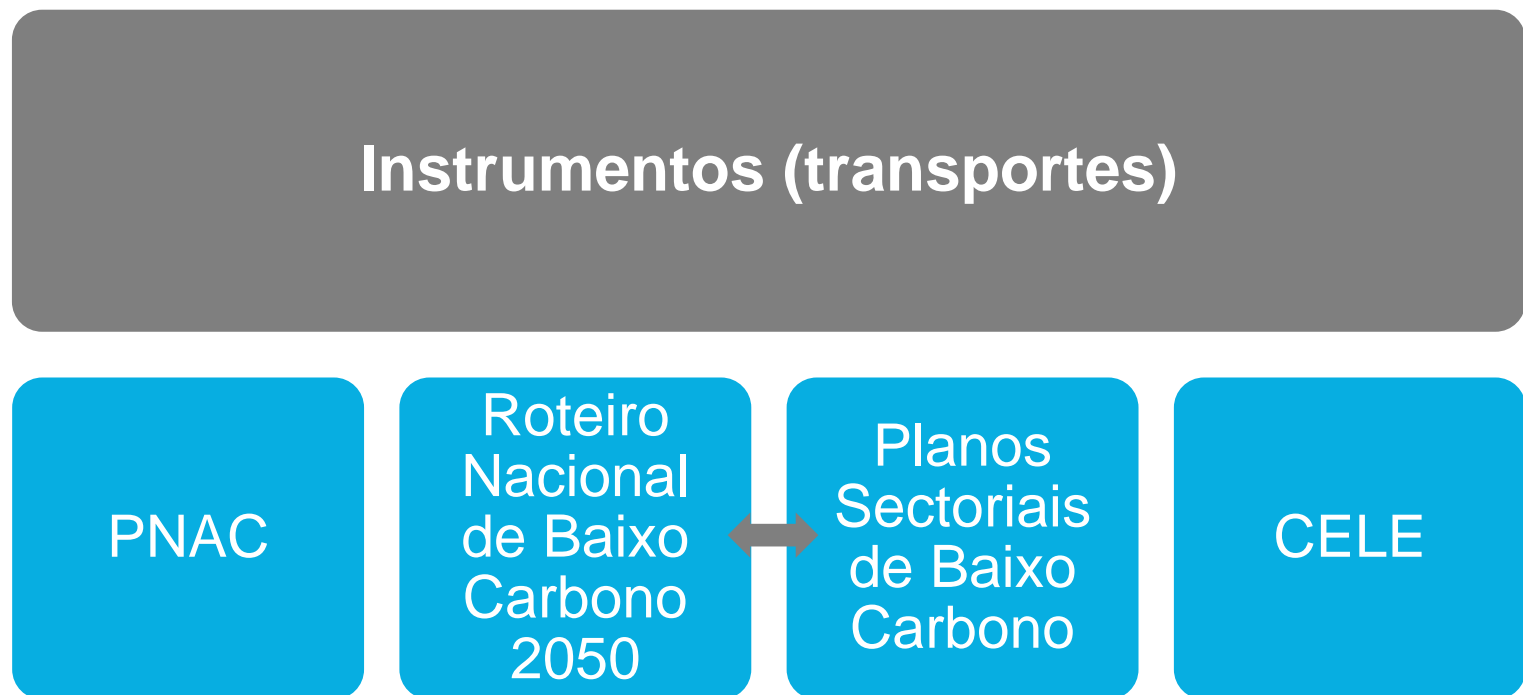 Instrumentos (transportes)
PNAC
Roteiro
Nacional
de Baixo
Carbono
2050
Planos
Sectoriais
de Baixo
Carbono
CELE